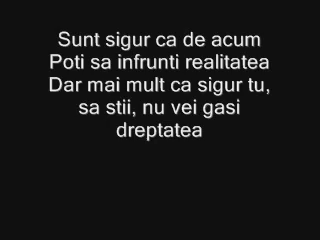 Sunt sigur ca de acum
Poti sa infrunti realitatea
Dar mai mult ca sigur tu,
sa stii, nu vei gasi
dreptatea